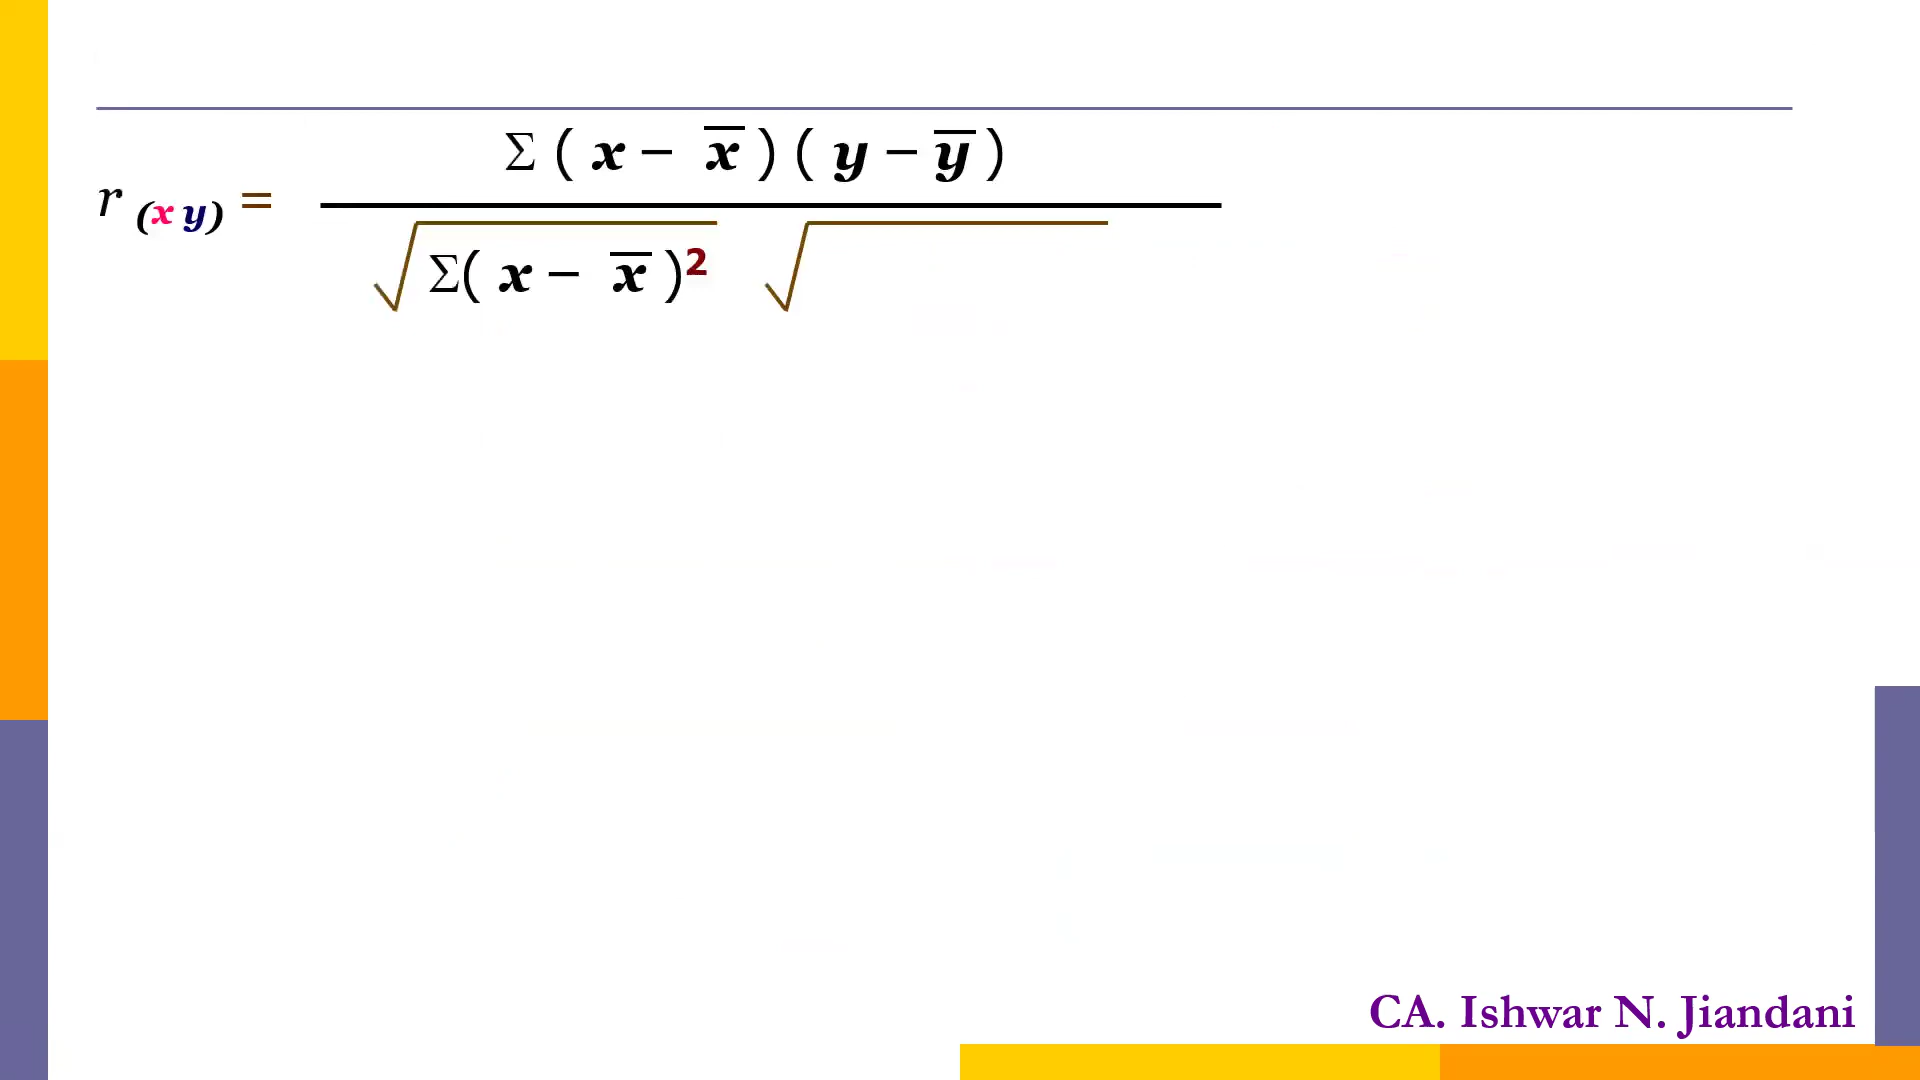 Σ ( x − x̅ ) ( y − y̅ )
r (x y) =
√ Σ( x − x̅ )² √
CA. Ishwar N. Jiandani